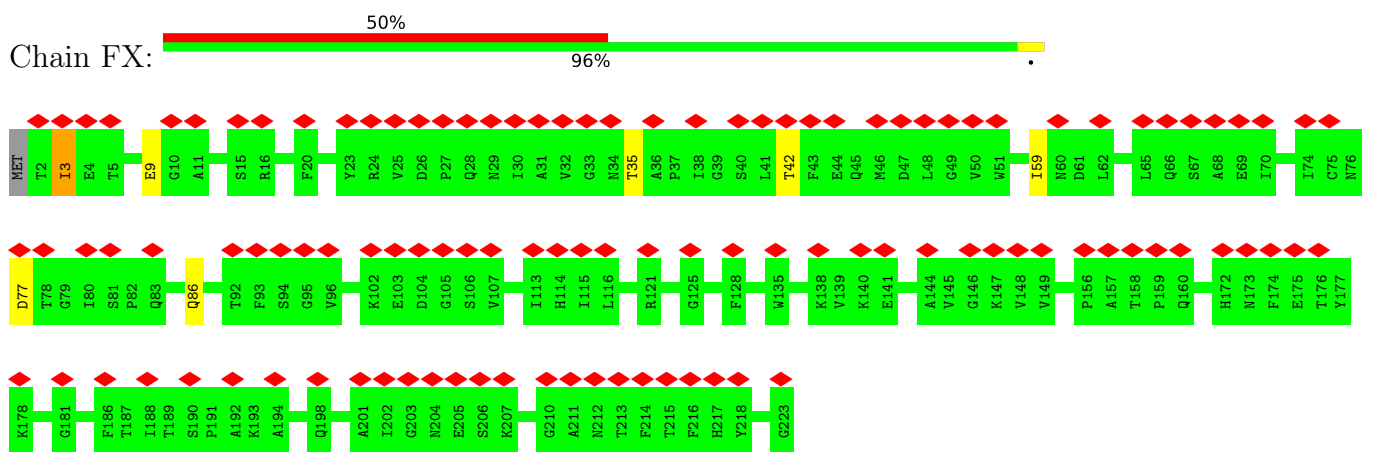 50%
Chain FX:
96%
•
MET T2 I3 E4 T5 E9 G10 A11 S15 R16 F20 Y23 R24 V25 D26 P27 Q28 N29 I30 A31 V32 G33 N34 T35 A36 P37 I38 G39 S40 L41 T42 F43 E44 Q45 M46 D47 L48 G49 V50 W51 I59 N60 D61 L62 L65 Q66 S67 A68 E69 I70 I74 C75 N76
D77 T78 G79 I80 S81 P82 Q83 Q86 T92 F93 S94 G95 V96 K102 E103 D104 G105 S106 V107 I113 H114 I115 L116 R121 G125 F128 W135 K138 V139 K140 E141 A144 V145 G146 K147 V148 V149 P156 A157 T158 P159 Q160 H172 N173 F174 E175 T176 Y177
K178 G181 F186 T187 I188 T189 S190 P191 A192 K193 A194 Q198 A201 I202 G203 N204 E205 S206 K207 G210 A211 N212 T213 F214 T215 F216 H217 Y218 G223